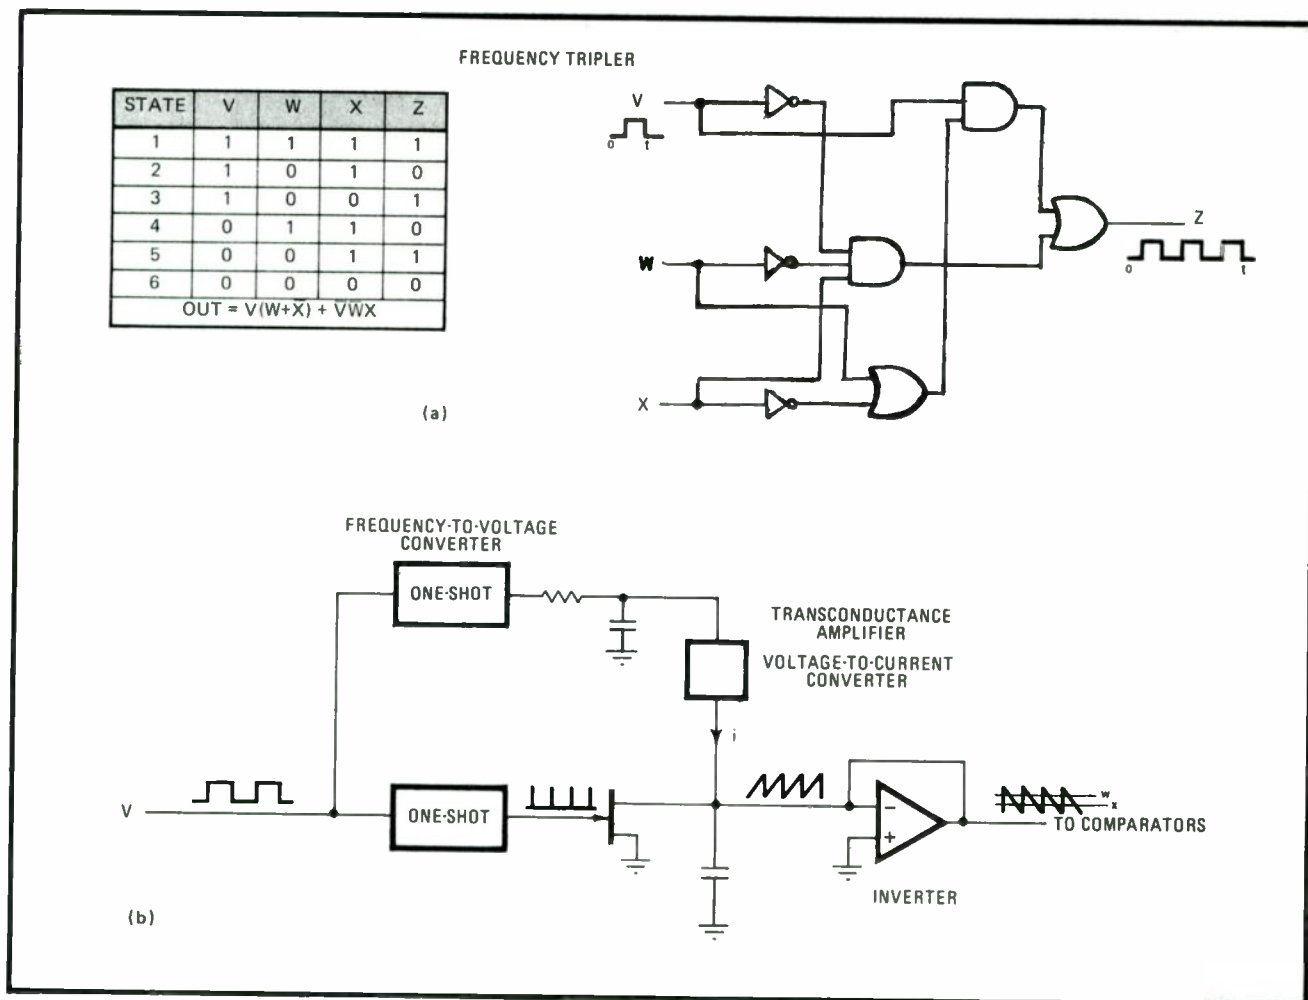 FREQUENCY TRIPLER
STATE V W X Z
1 1 1 1 1
2 1 0 1 0
3 1 0 0 1
4 0 1 1 0
5 0 0 1 1
6 0 0 0 0
OUT = V(W+X̅) + V̅W̅X
V
0 t
W
X
Z
0 t
(a)
FREQUENCY-TO-VOLTAGE
CONVERTER
ONE-SHOT
TRANSCONDUCTANCE
AMPLIFIER
VOLTAGE-TO-CURRENT
CONVERTER
i
V
ONE-SHOT
−
+
W
X
TO COMPARATORS
INVERTER
(b)